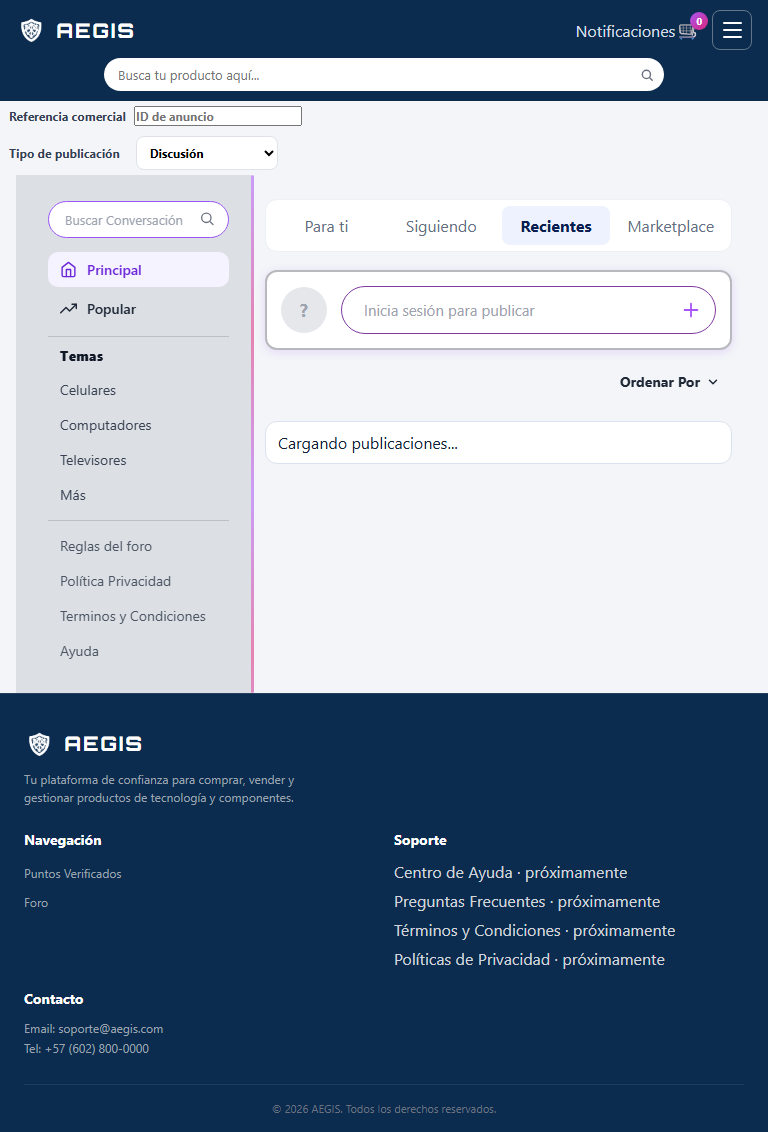 AEGIS
Notificaciones
0
Busca tu producto aquí...
Referencia comercial
ID de anuncio
Tipo de publicación
Discusión
Buscar Conversación
Principal
Popular
Temas
Celulares
Computadores
Televisores
Más
Reglas del foro
Política Privacidad
Terminos y Condiciones
Ayuda
Para ti
Siguiendo
Recientes
Marketplace
?
Inicia sesión para publicar
Ordenar Por
Cargando publicaciones...
AEGIS
Tu plataforma de confianza para comprar, vender y
gestionar productos de tecnología y componentes.
Navegación
Puntos Verificados
Foro
Soporte
Centro de Ayuda · próximamente
Preguntas Frecuentes · próximamente
Términos y Condiciones · próximamente
Políticas de Privacidad · próximamente
Contacto
Email: soporte@aegis.com
Tel: +57 (602) 800-0000
© 2026 AEGIS. Todos los derechos reservados.